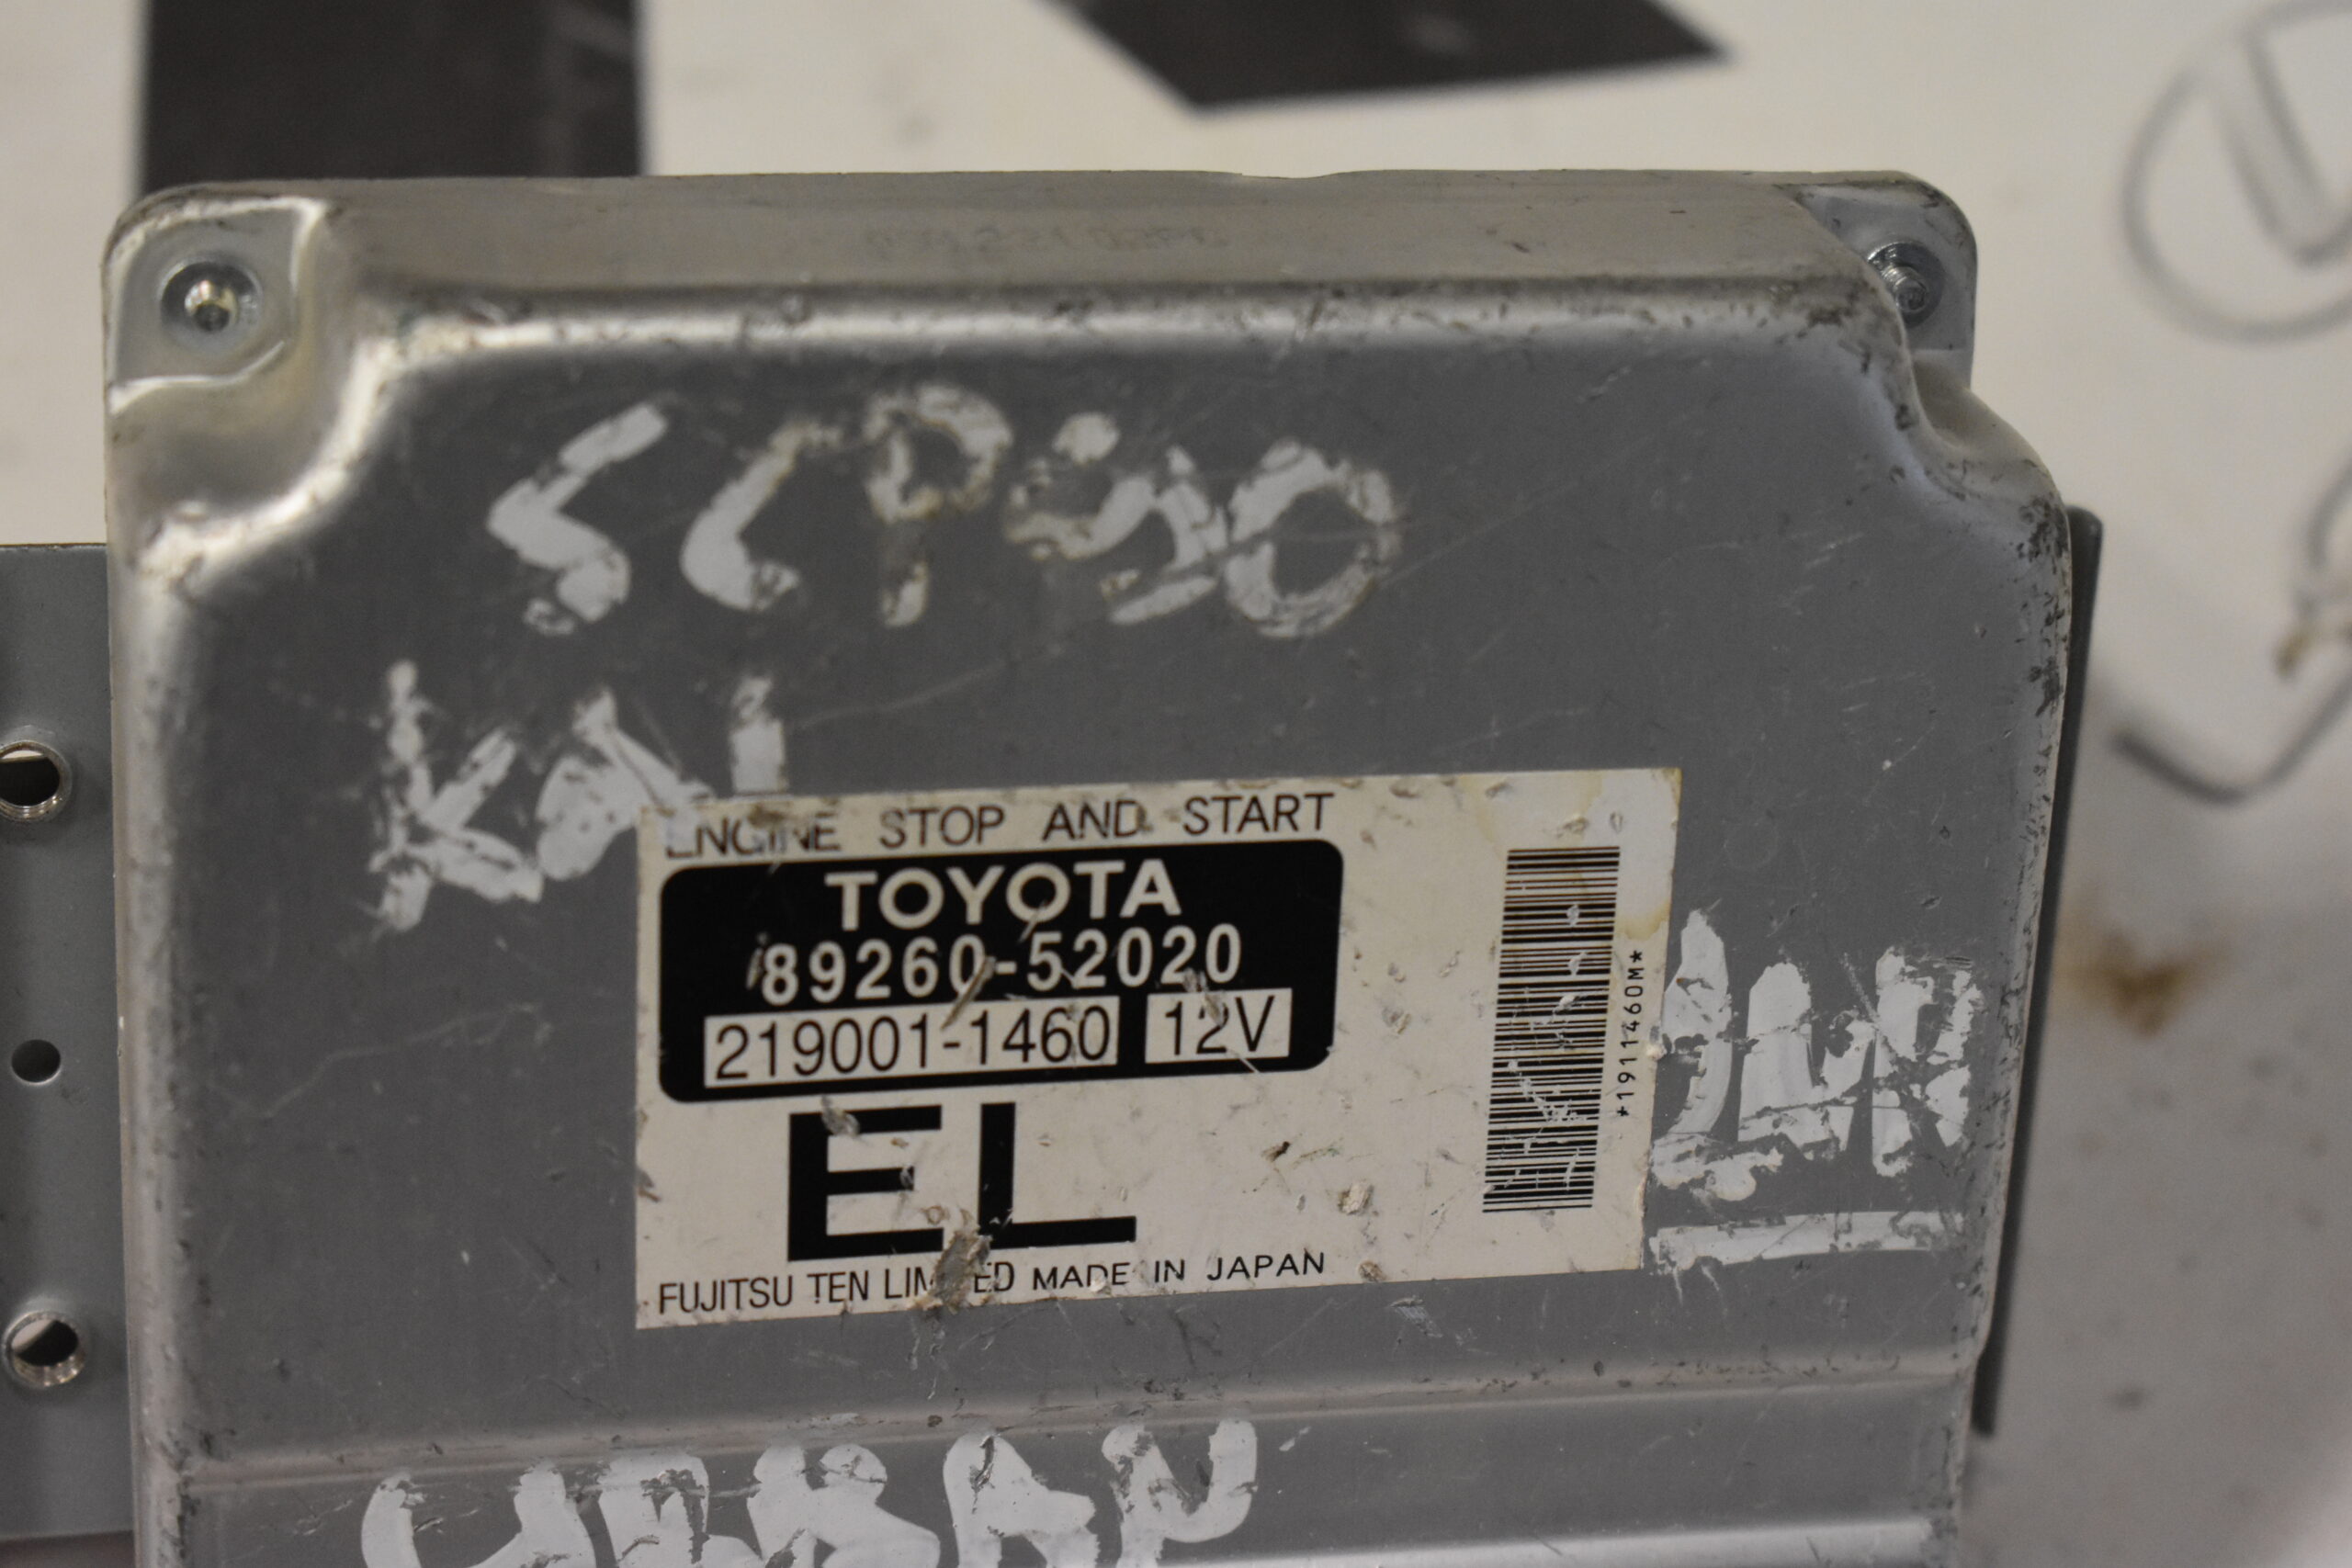 SCP90
KAI
ENGINE STOP AND START
TOYOTA
89260-52020
219001-1460 12V
EL
FUJITSU TEN LIMITED MADE IN JAPAN
*1911460M*